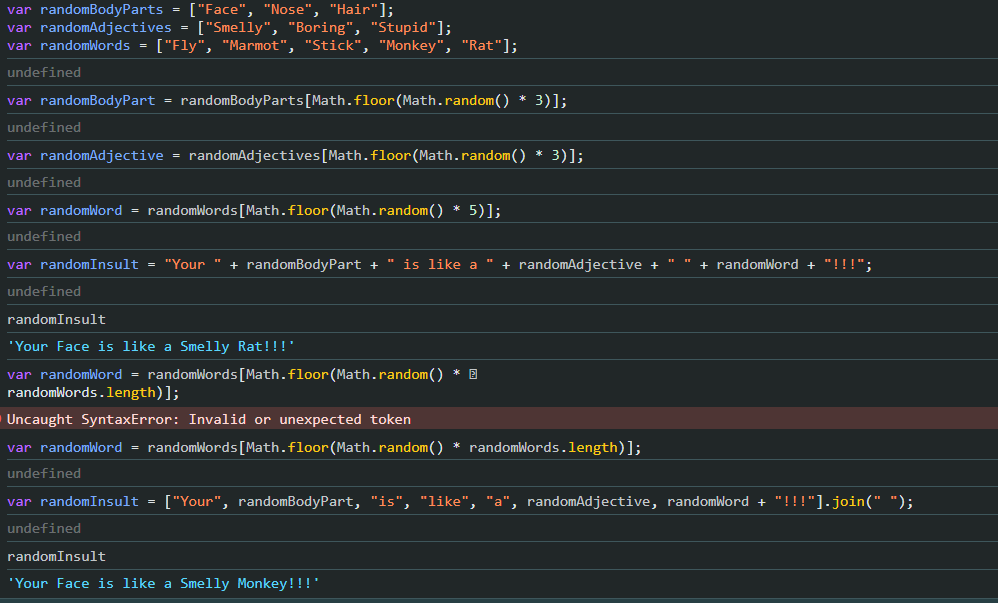 var randomBodyParts = ["Face", "Nose", "Hair"];
var randomAdjectives = ["Smelly", "Boring", "Stupid"];
var randomWords = ["Fly", "Marmot", "Stick", "Monkey", "Rat"];
undefined
var randomBodyPart = randomBodyParts[Math.floor(Math.random() * 3)];
undefined
var randomAdjective = randomAdjectives[Math.floor(Math.random() * 3)];
undefined
var randomWord = randomWords[Math.floor(Math.random() * 5)];
undefined
var randomInsult = "Your " + randomBodyPart + " is like a " + randomAdjective + " " + randomWord + "!!!";
undefined
randomInsult
'Your Face is like a Smelly Rat!!!'
var randomWord = randomWords[Math.floor(Math.random() *
randomWords.length)];
Uncaught SyntaxError: Invalid or unexpected token
var randomWord = randomWords[Math.floor(Math.random() * randomWords.length)];
undefined
var randomInsult = ["Your", randomBodyPart, "is", "like", "a", randomAdjective, randomWord + "!!!"].join(" ");
undefined
randomInsult
'Your Face is like a Smelly Monkey!!!'